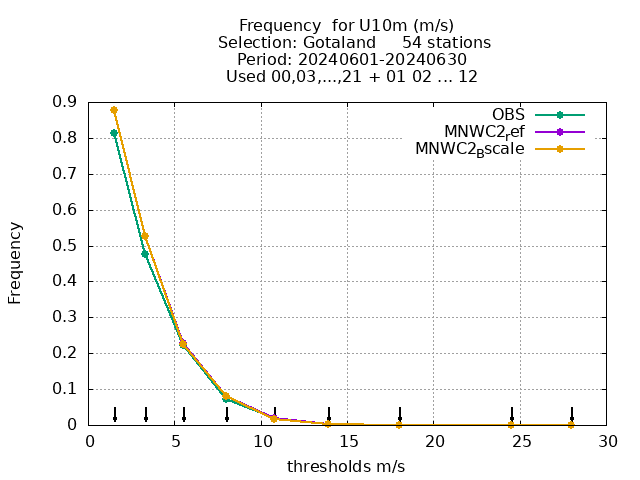 Frequency  for U10m (m/s)
Selection: Gotaland     54 stations
Period: 20240601-20240630
Used 00,03,...,21 + 01 02 ... 12
OBS
MNWC2_ref
MNWC2_Bscale
Frequency
0.9
0.8
0.7
0.6
0.5
0.4
0.3
0.2
0.1
0
0 5 10 15 20 25 30
thresholds m/s